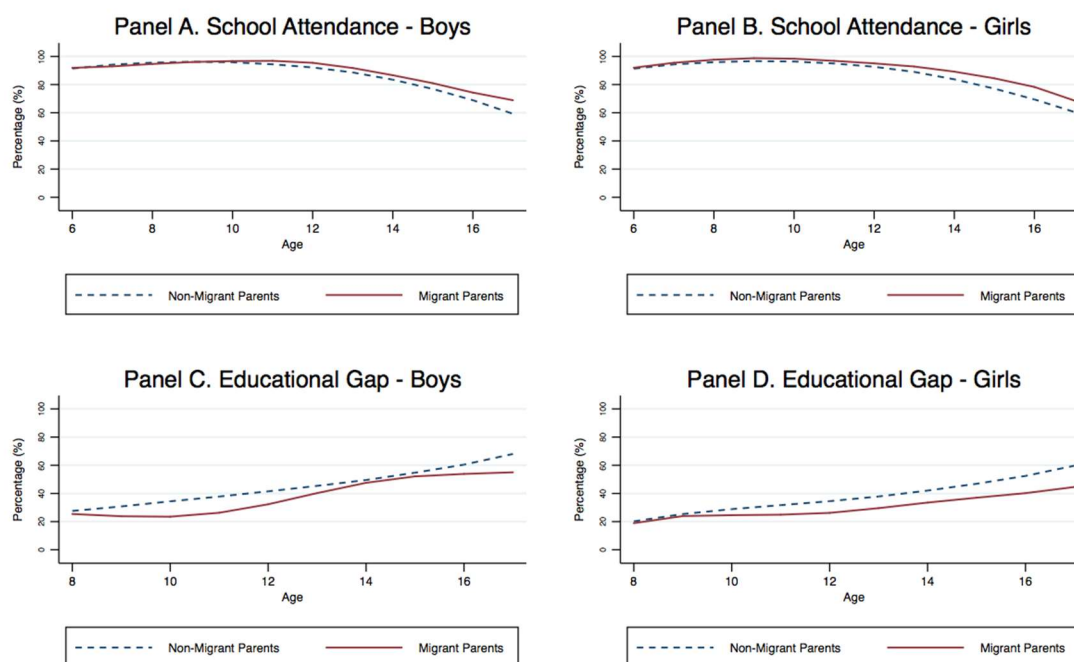 Panel A. School Attendance - Boys
Percentage (%)
100
80
60
40
20
0
6 8 10 12 14 16
Age
Non-Migrant Parents Migrant Parents
Panel B. School Attendance - Girls
Percentage (%)
100
80
60
40
20
0
6 8 10 12 14 16
Age
Non-Migrant Parents Migrant Parents
Panel C. Educational Gap - Boys
Percentage (%)
100
80
60
40
20
0
8 10 12 14 16
Age
Non-Migrant Parents Migrant Parents
Panel D. Educational Gap - Girls
Percentage (%)
100
80
60
40
20
0
8 10 12 14 16
Age
Non-Migrant Parents Migrant Parents